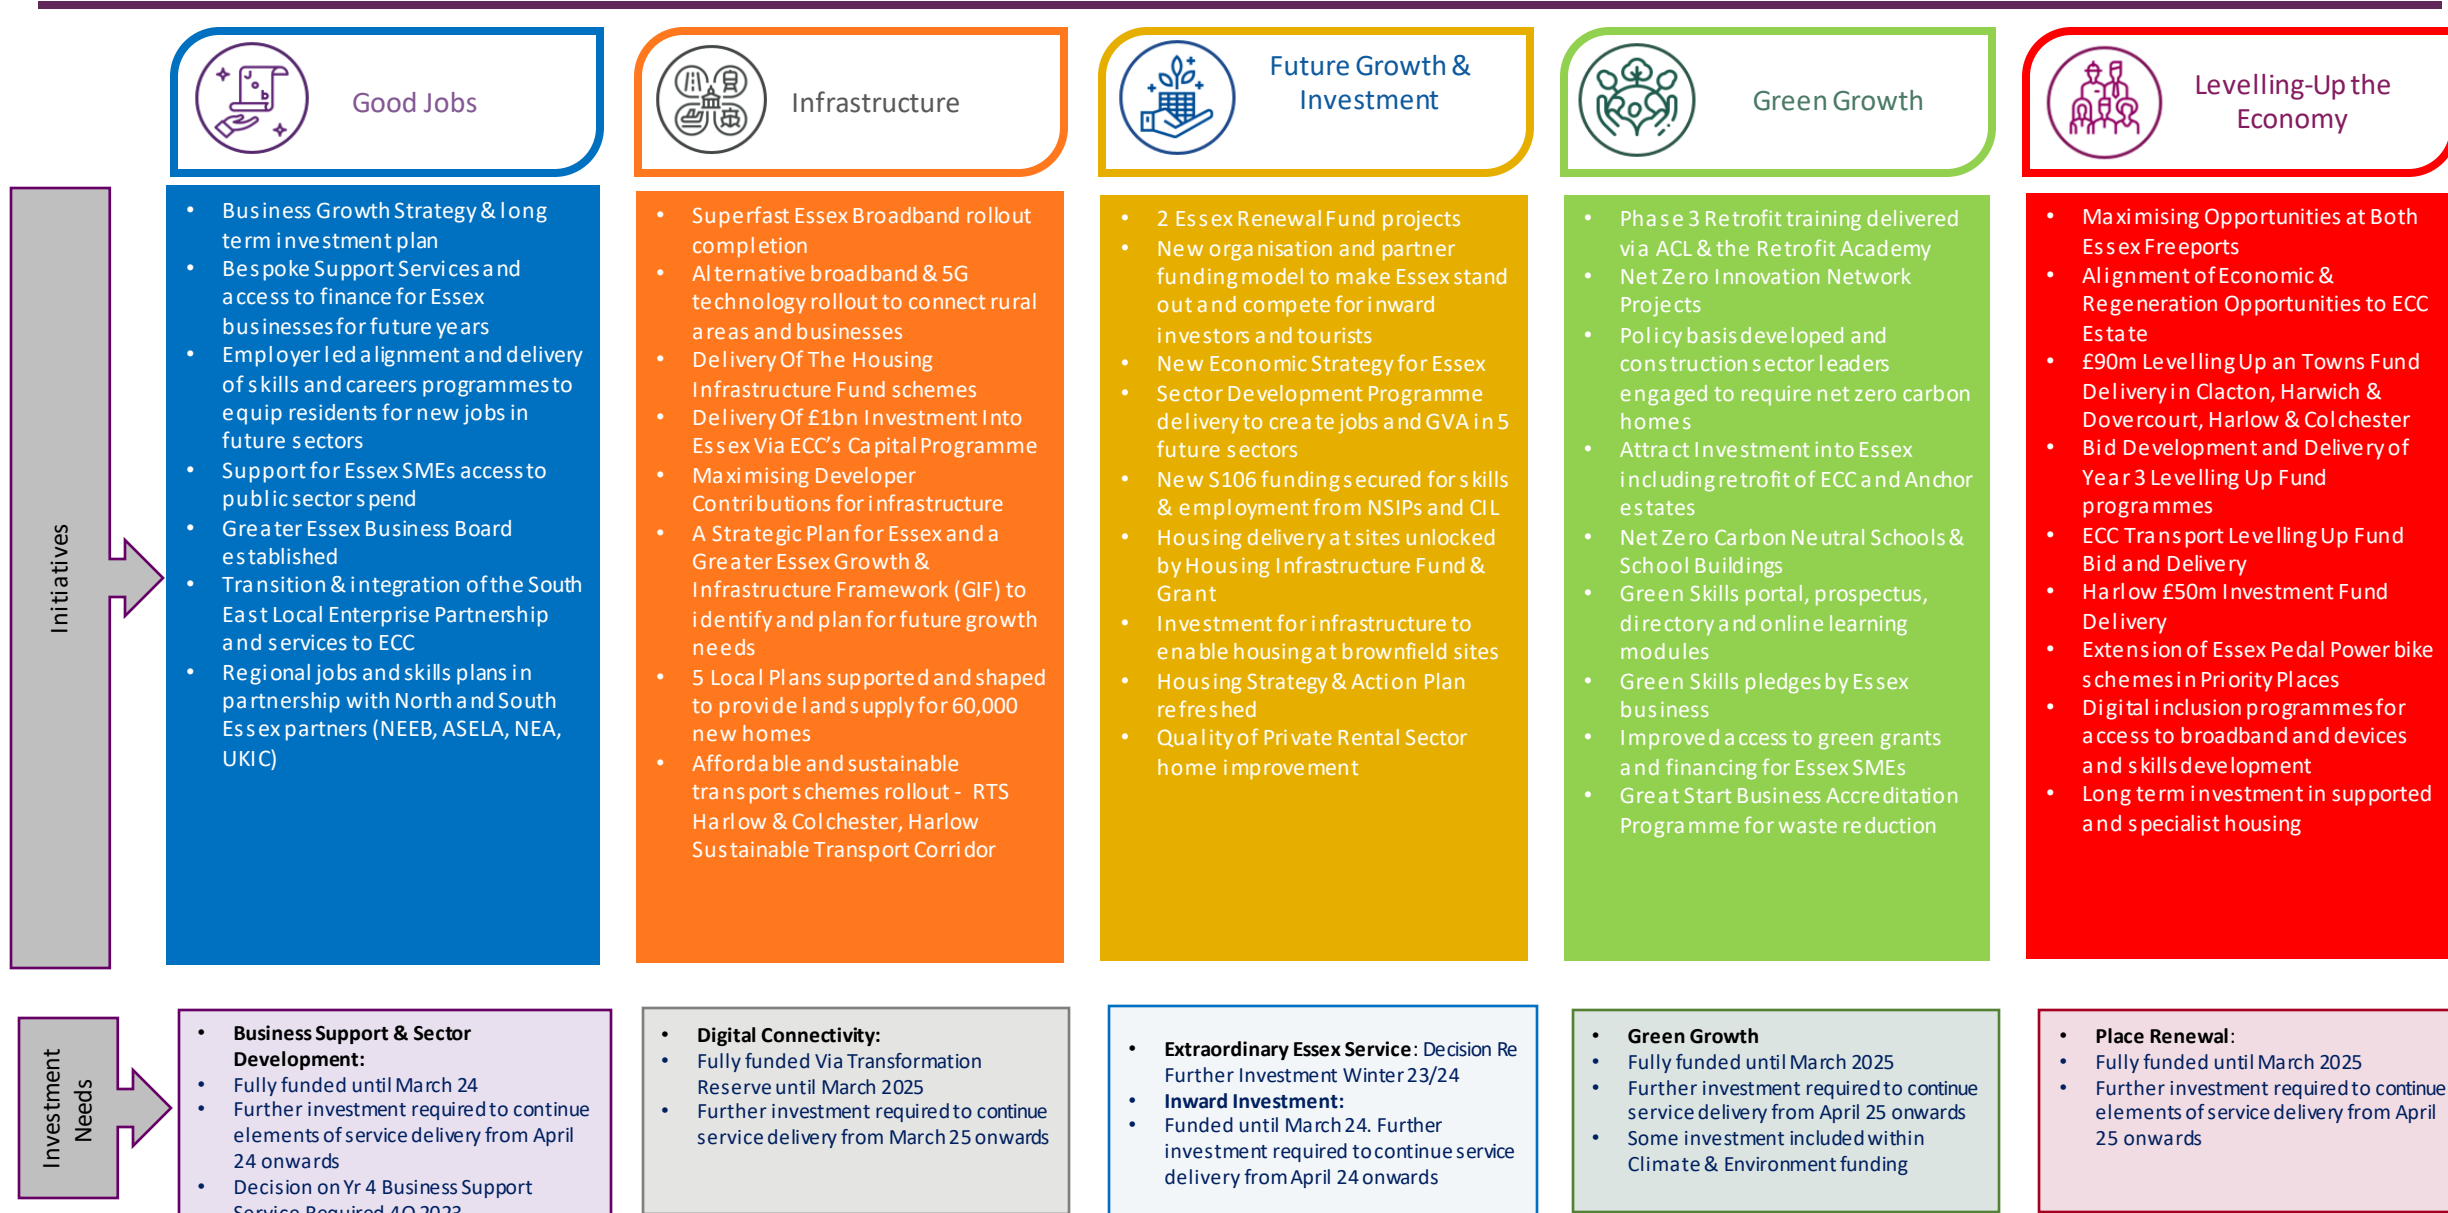 Good Jobs
Infrastructure
Future Growth &
Investment
Green Growth
Levelling-Up the
Economy
Initiatives
• Business Growth Strategy & long
term investment plan
• Bespoke Support Services and
access to finance for Essex
businesses for future years
• Employer led alignment and delivery
of skills and careers programmes to
equip residents for new jobs in
future sectors
• Support for Essex SMEs access to
public sector spend
• Greater Essex Business Board
established
• Transition & integration of the South
East Local Enterprise Partnership
and services to ECC
• Regional jobs and skills plans in
partnership with North and South
Essex partners (NEEB, ASELA, NEA,
UKIC)
• Superfast Essex Broadband rollout
completion
• Alternative broadband & 5G
technology rollout to connect rural
areas and businesses
• Delivery Of The Housing
Infrastructure Fund schemes
• Delivery Of £1bn Investment Into
Essex Via ECC's Capital Programme
• Maximising Developer
Contributions for infrastructure
• A Strategic Plan for Essex and a
Greater Essex Growth &
Infrastructure Framework (GIF) to
identify and plan for future growth
needs
• 5 Local Plans supported and shaped
to provide land supply for 60,000
new homes
• Affordable and sustainable
transport schemes rollout - RTS
Harlow & Colchester, Harlow
Sustainable Transport Corridor
• 2 Essex Renewal Fund projects
• New organisation and partner
funding model to make Essex stand
out and compete for inward
investors and tourists
• New Economic Strategy for Essex
• Sector Development Programme
delivery to create jobs and GVA in 5
future sectors
• New S106 funding secured for skills
& employment from NSIPs and CIL
• Housing delivery at sites unlocked
by Housing Infrastructure Fund &
Grant
• Investment for infrastructure to
enable housing at brownfield sites
• Housing Strategy & Action Plan
refreshed
• Quality of Private Rental Sector
home improvement
• Phase 3 Retrofit training delivered
via ACL & the Retrofit Academy
• Net Zero Innovation Network
Projects
• Policy basis developed and
construction sector leaders
engaged to require net zero carbon
homes
• Attract Investment into Essex
including retrofit of ECC and Anchor
estates
• Net Zero Carbon Neutral Schools &
School Buildings
• Green Skills portal, prospectus,
directory and online learning
modules
• Green Skills pledges by Essex
business
• Improved access to green grants
and financing for Essex SMEs
• Great Start Business Accreditation
Programme for waste reduction
• Maximising Opportunities at Both
Essex Freeports
• Alignment of Economic &
Regeneration Opportunities to ECC
Estate
• £90m Levelling Up an Towns Fund
Delivery in Clacton, Harwich &
Dovercourt, Harlow & Colchester
• Bid Development and Delivery of
Year 3 Levelling Up Fund
programmes
• ECC Transport Levelling Up Fund
Bid and Delivery
• Harlow £50m Investment Fund
Delivery
• Extension of Essex Pedal Power bike
schemes in Priority Places
• Digital inclusion programmes for
access to broadband and devices
and skills development
• Long term investment in supported
and specialist housing
Investment
Needs
• Business Support & Sector
Development:
• Fully funded until March 24
• Further investment required to continue
elements of service delivery from April
24 onwards
• Decision on Yr 4 Business Support
Service Required 4Q 2023
• Digital Connectivity:
• Fully funded Via Transformation
Reserve until March 2025
• Further investment required to continue
service delivery from March 25 onwards
• Extraordinary Essex Service: Decision Re
Further Investment Winter 23/24
• Inward Investment:
• Funded until March 24. Further
investment required to continue service
delivery from April 24 onwards
• Green Growth
• Fully funded until March 2025
• Further investment required to continue
service delivery from April 25 onwards
• Some investment included within
Climate & Environment funding
• Place Renewal:
• Fully funded until March 2025
• Further investment required to continue
elements of service delivery from April
25 onwards